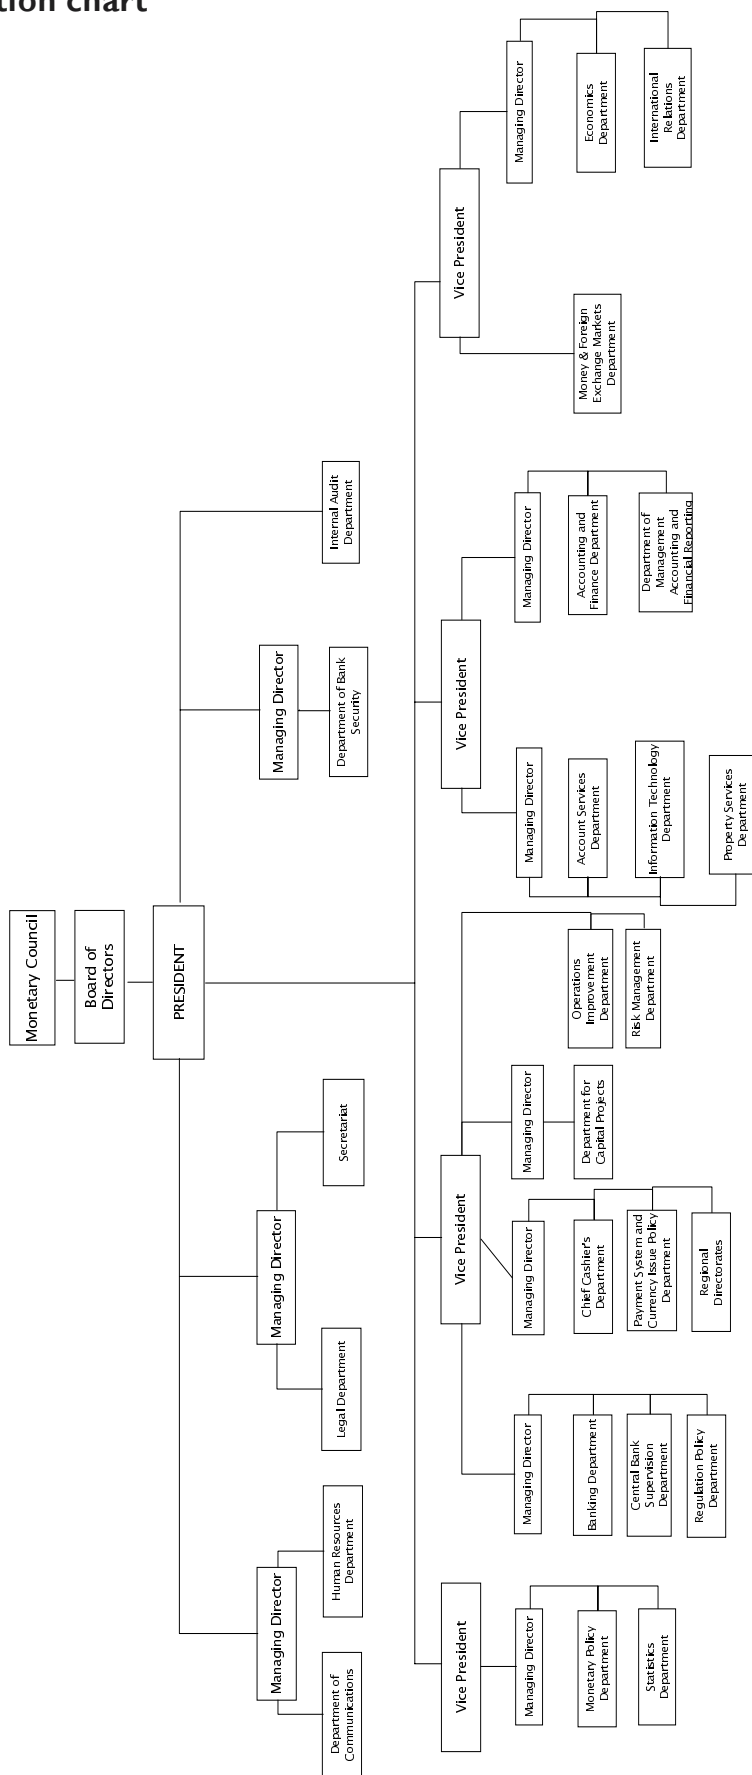 tion chart
Monetary Council
Board of
Directors
PRESIDENT
Managing Director
Managing Director
Managing Director
Department of
Communications
Human Resources
Department
Legal Department
Secretariat
Department of Bank
Security
Internal Audit
Department
Vice President
Vice President
Vice President
Vice President
Managing Director
Monetary Policy
Department
Statistics
Department
Managing Director
Banking Department
Central Bank
Supervision
Department
Regulation Policy
Department
Managing Director
Chief Cashier's
Department
Payment System and
Currency Issue Policy
Department
Regional
Directorates
Managing Director
Department for
Capital Projects
Operations
Improvement
Department
Risk Management
Department
Managing Director
Account Services
Department
Information Technology
Department
Property Services
Department
Managing Director
Accounting and
Finance Department
Department of
Management
Accounting and
Financial Reporting
Money & Foreign
Exchange Markets
Department
Managing Director
Economics
Department
International
Relations
Department